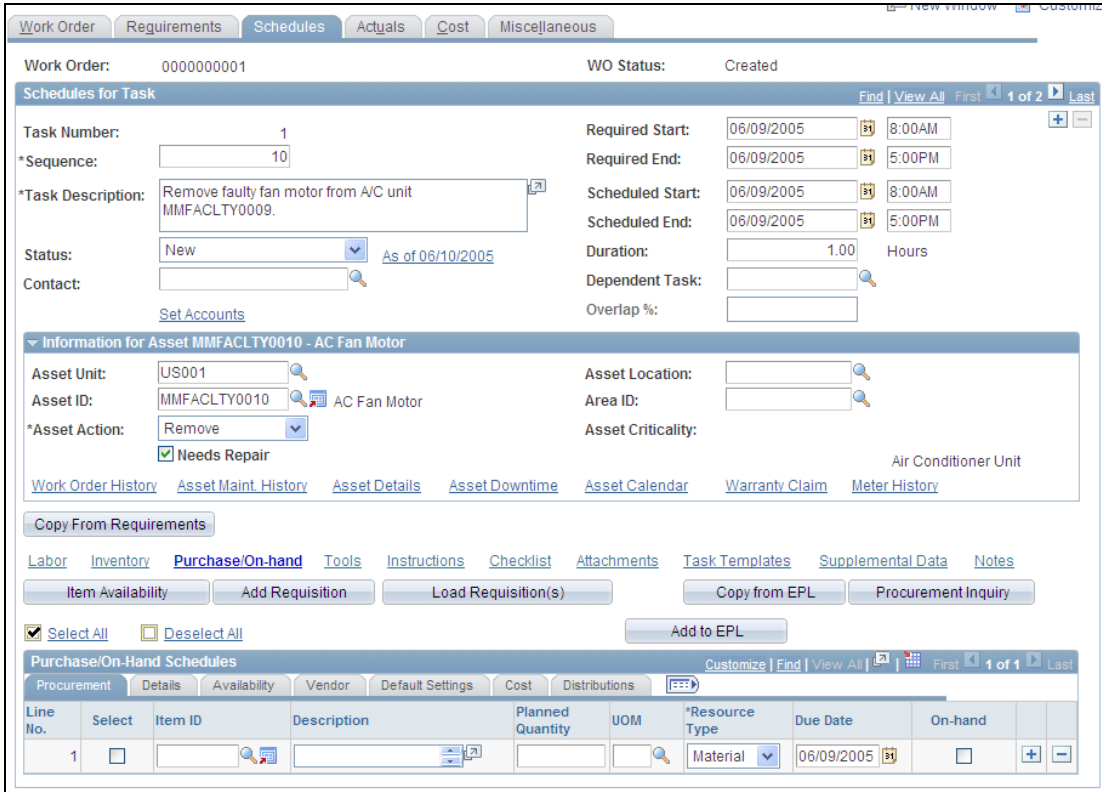 New Window Customiz
Work Order Requirements Schedules Actuals Cost Miscellaneous
Work Order: 0000000001 WO Status: Created
Schedules for Task Find | View All First 1 of 2 Last
Task Number: 1 Required Start: 06/09/2005 8:00AM
*Sequence: 10 Required End: 06/09/2005 5:00PM
*Task Description: Remove faulty fan motor from A/C unit Scheduled Start: 06/09/2005 8:00AM
MMFACLTY0009. Scheduled End: 06/09/2005 5:00PM
Status: New As of 06/10/2005 Duration: 1.00 Hours
Contact: Dependent Task:
Set Accounts Overlap %:
Information for Asset MMFACLTY0010 - AC Fan Motor
Asset Unit: US001 Asset Location:
Asset ID: MMFACLTY0010 AC Fan Motor Area ID:
*Asset Action: Remove Asset Criticality:
Needs Repair Air Conditioner Unit
Work Order History Asset Maint. History Asset Details Asset Downtime Asset Calendar Warranty Claim Meter History
Copy From Requirements
Labor Inventory Purchase/On-hand Tools Instructions Checklist Attachments Task Templates Supplemental Data Notes
Item Availability Add Requisition Load Requisition(s) Copy from EPL Procurement Inquiry
Select All Deselect All Add to EPL
Purchase/On-Hand Schedules Customize | Find | View All | First 1 of 1 Last
Procurement Details Availability Vendor Default Settings Cost Distributions
Line No. Select Item ID Description Planned Quantity UOM *Resource Type Due Date On-hand
1 Material 06/09/2005